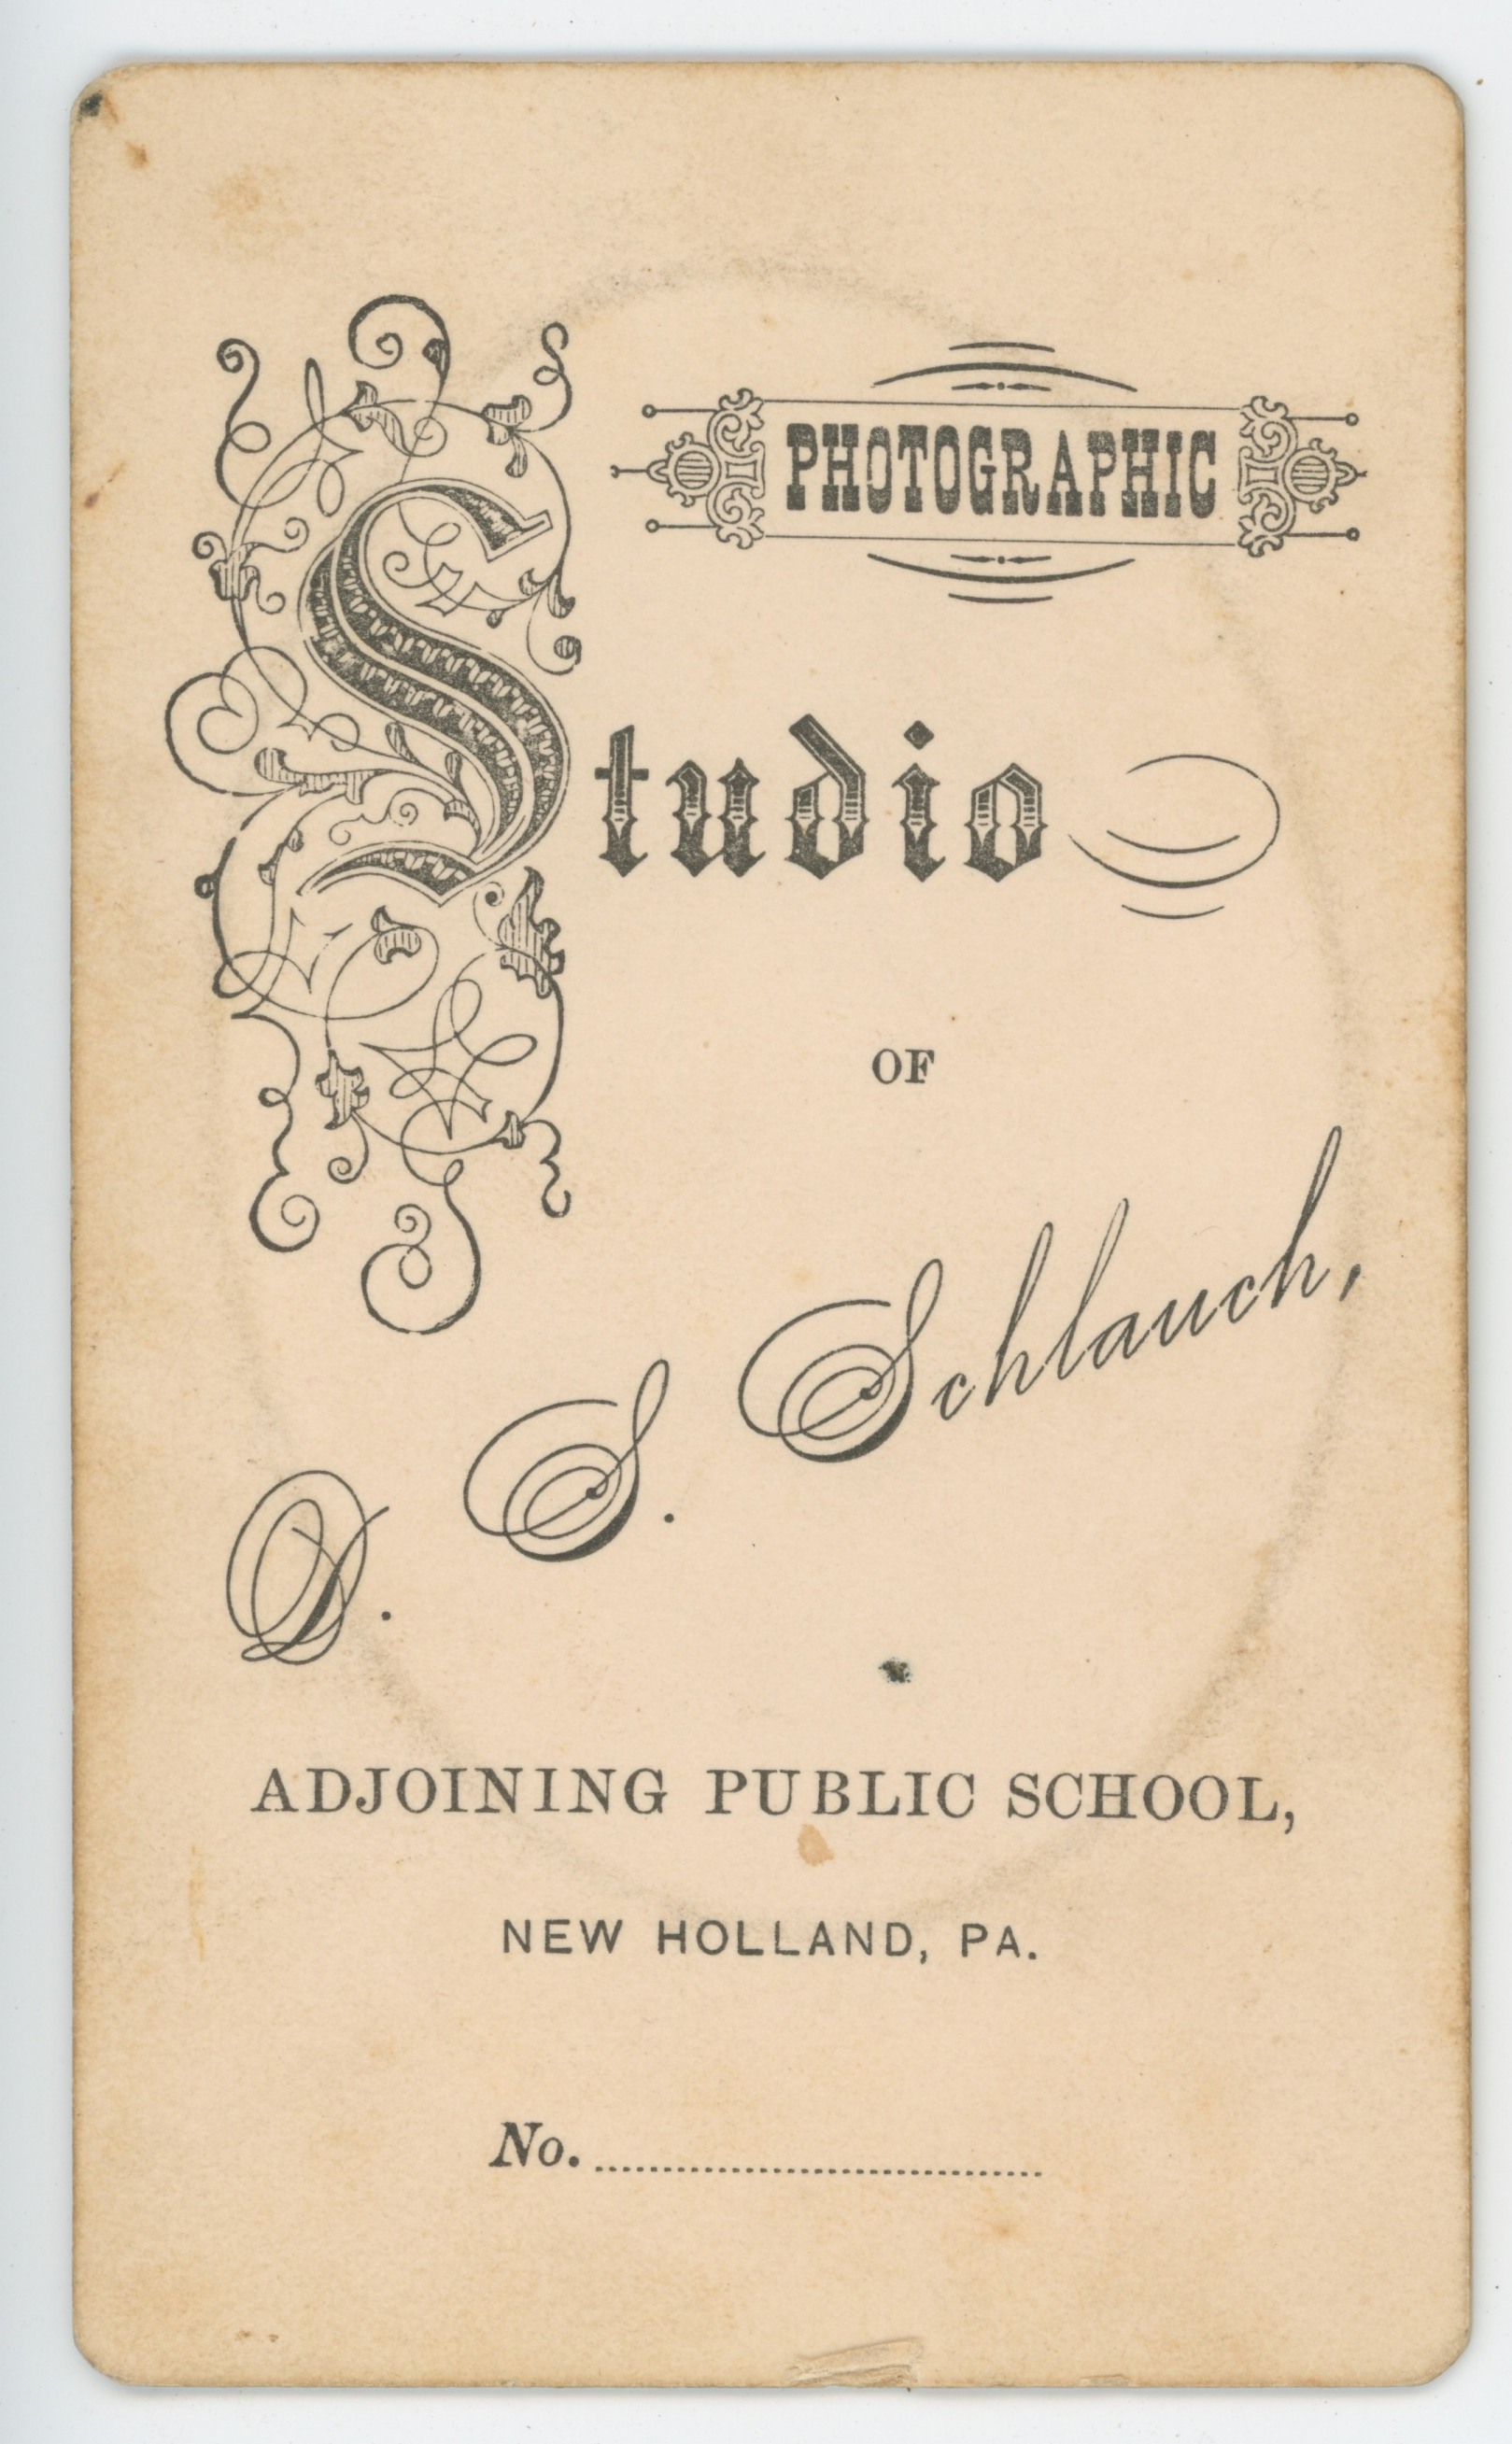 PHOTOGRAPHIC
Studio
OF
D. S. Schlauch,
ADJOINING PUBLIC SCHOOL,
NEW HOLLAND, PA.
No.